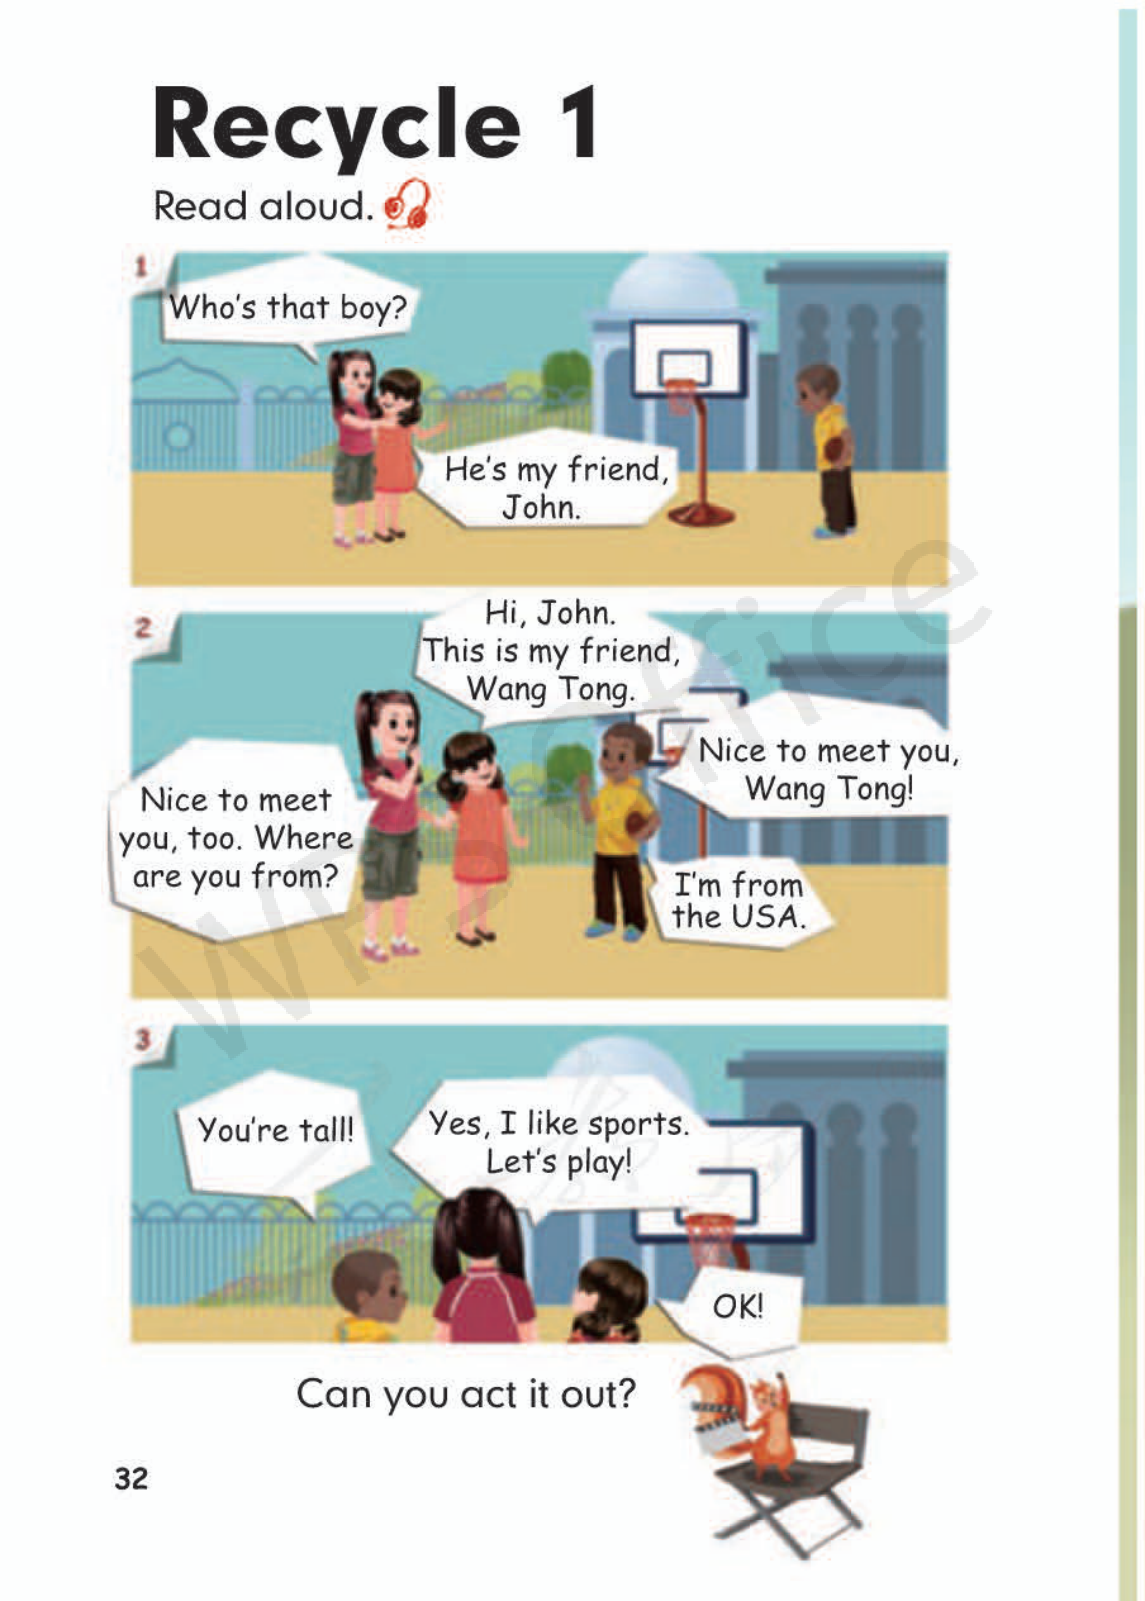 Recycle 1
Read aloud.
1
Who's that boy?
He's my friend,
John.
2
Hi, John.
This is my friend,
Wang Tong.
Nice to meet you,
Wang Tong!
Nice to meet
you, too. Where
are you from?
I'm from
the USA.
3
You're tall!
Yes, I like sports.
Let's play!
OK!
Can you act it out?
32